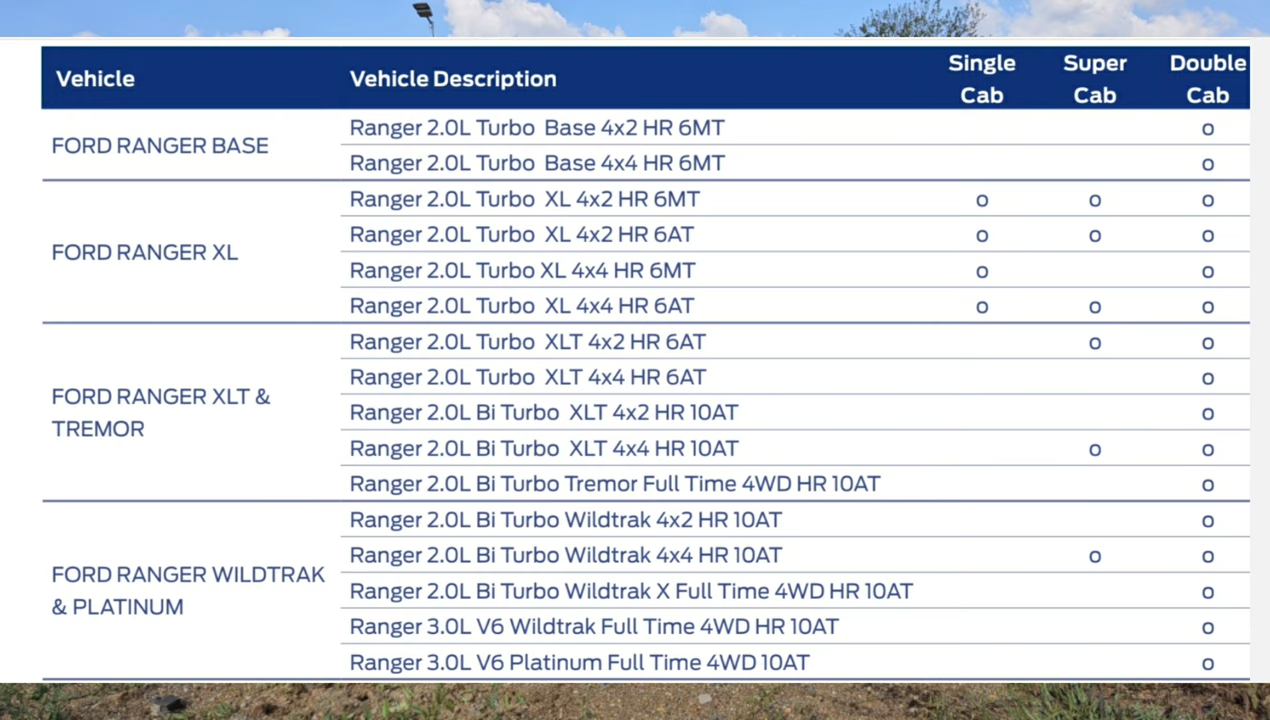 Vehicle Vehicle Description Single Cab Super Cab Double Cab
FORD RANGER BASE
Ranger 2.0L Turbo Base 4x2 HR 6MT o
Ranger 2.0L Turbo Base 4x4 HR 6MT o
FORD RANGER XL
Ranger 2.0L Turbo XL 4x2 HR 6MT o o o
Ranger 2.0L Turbo XL 4x2 HR 6AT o o o
Ranger 2.0L Turbo XL 4x4 HR 6MT o o
Ranger 2.0L Turbo XL 4x4 HR 6AT o o o
FORD RANGER XLT &
TREMOR
Ranger 2.0L Turbo XLT 4x2 HR 6AT o o
Ranger 2.0L Turbo XLT 4x4 HR 6AT o
Ranger 2.0L Bi Turbo XLT 4x2 HR 10AT o
Ranger 2.0L Bi Turbo XLT 4x4 HR 10AT o o
Ranger 2.0L Bi Turbo Tremor Full Time 4WD HR 10AT o
FORD RANGER WILDTRAK
& PLATINUM
Ranger 2.0L Bi Turbo Wildtrak 4x2 HR 10AT o
Ranger 2.0L Bi Turbo Wildtrak 4x4 HR 10AT o o
Ranger 2.0L Bi Turbo Wildtrak X Full Time 4WD HR 10AT o
Ranger 3.0L V6 Wildtrak Full Time 4WD HR 10AT o
Ranger 3.0L V6 Platinum Full Time 4WD 10AT o